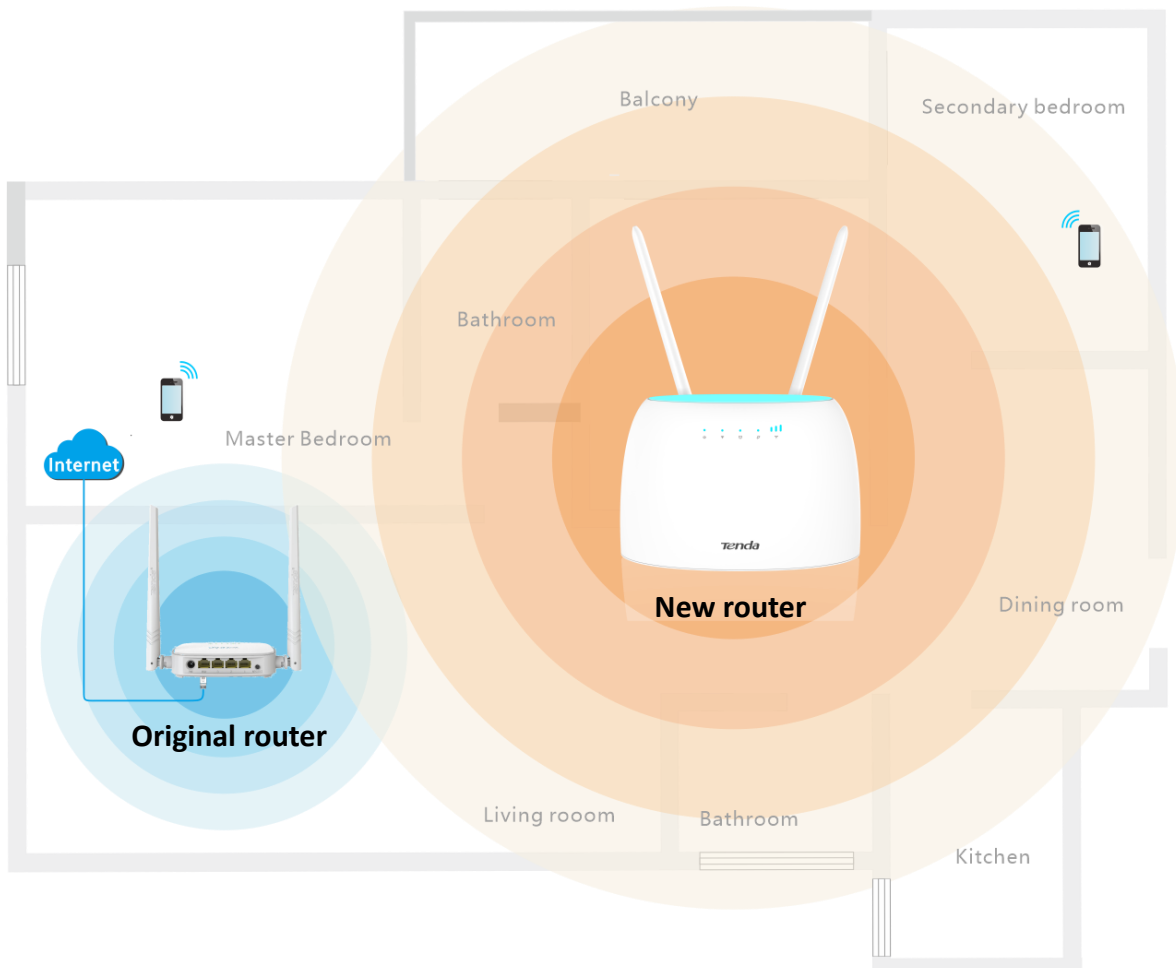 Balcony
Secondary bedroom
Bathroom
Master Bedroom
Internet
Tenda
New router
Dining room
Original router
Living rooom
Bathroom
Kitchen